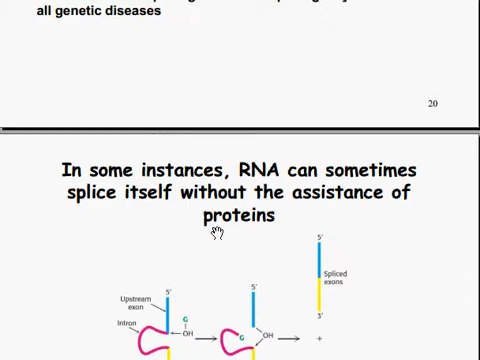 all genetic diseases
20
In some instances, RNA can sometimes
splice itself without the assistance of
proteins
5'
5'
5'
Spliced
exons
Upstream
exon
G
OH
Intron
G
OH
3'
+